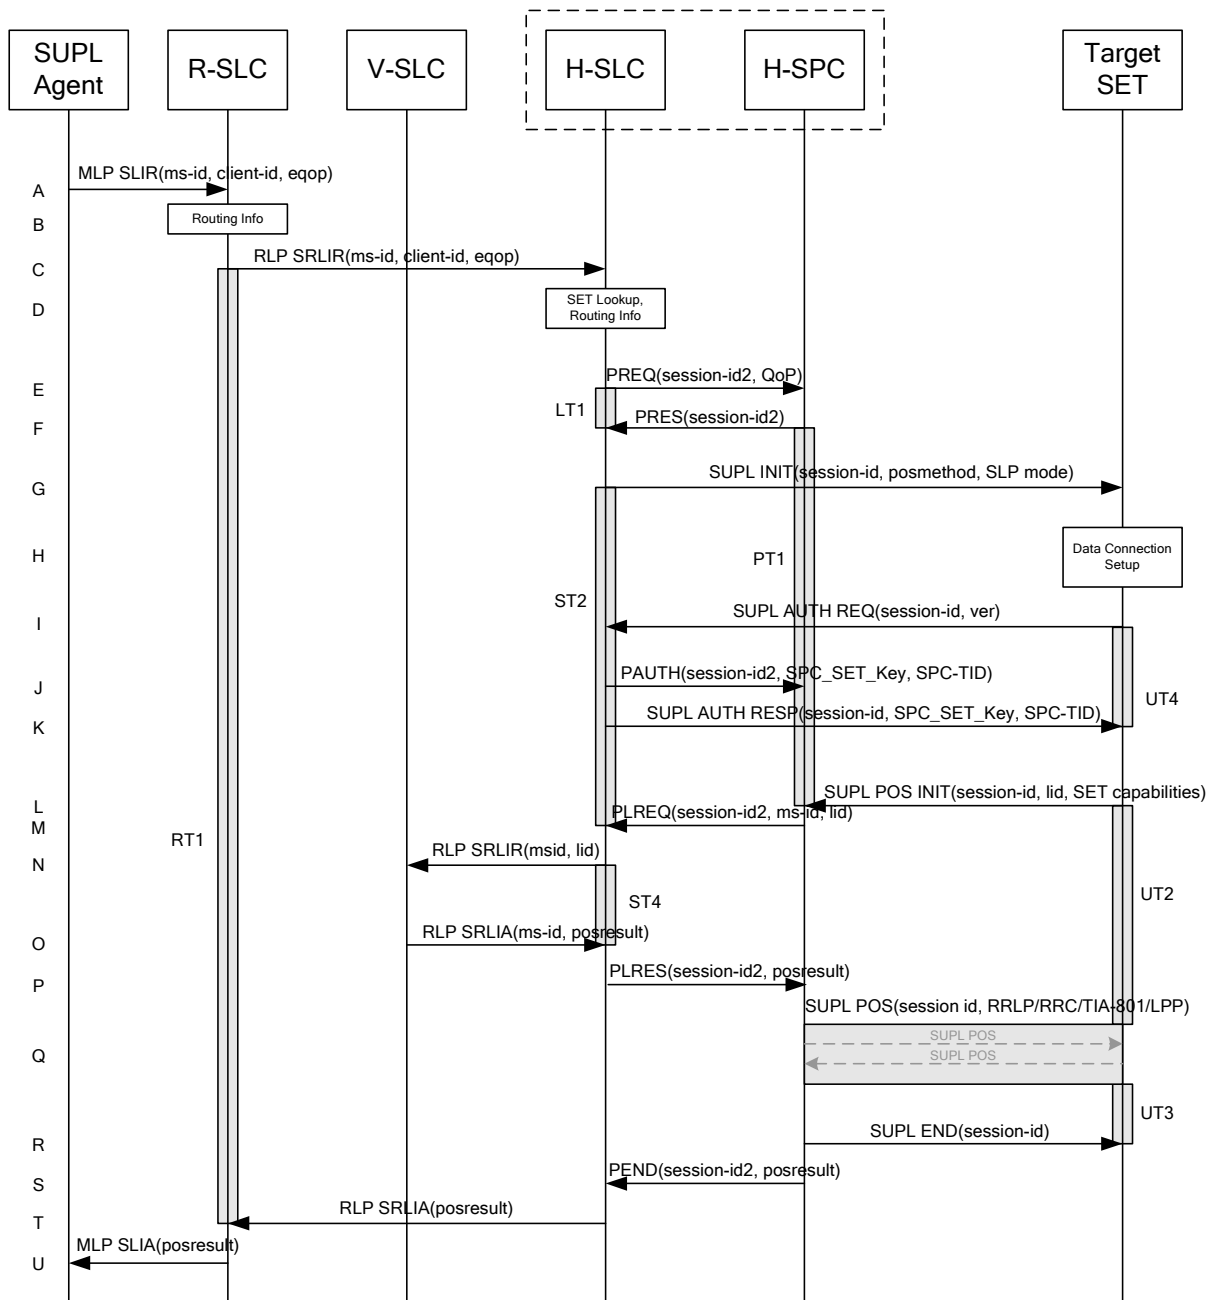 SUPL
Agent
R-SLC
V-SLC
H-SLC
H-SPC
Target
SET
MLP SLIR(ms-id, client-id, eqop)
A
Routing Info
B
RLP SRLIR(ms-id, client-id, eqop)
C
SET Lookup,
Routing Info
D
PREQ(session-id2, QoP)
E
LT1
PRES(session-id2)
F
SUPL INIT(session-id, posmethod, SLP mode)
G
Data Connection
Setup
H
PT1
ST2
SUPL AUTH REQ(session-id, ver)
I
PAUTH(session-id2, SPC_SET_Key, SPC-TID)
J
UT4
SUPL AUTH RESP(session-id, SPC_SET_Key, SPC-TID)
K
SUPL POS INIT(session-id, lid, SET capabilities)
L
PLREQ(session-id2, ms-id, lid)
M
RT1
RLP SRLIR(msid, lid)
N
ST4
UT2
RLP SRLIA(ms-id, posresult)
O
PLRES(session-id2, posresult)
P
SUPL POS(session id, RRLP/RRC/TIA-801/LPP)
SUPL POS
Q
SUPL POS
UT3
SUPL END(session-id)
R
PEND(session-id2, posresult)
S
RLP SRLIA(posresult)
T
MLP SLIA(posresult)
U